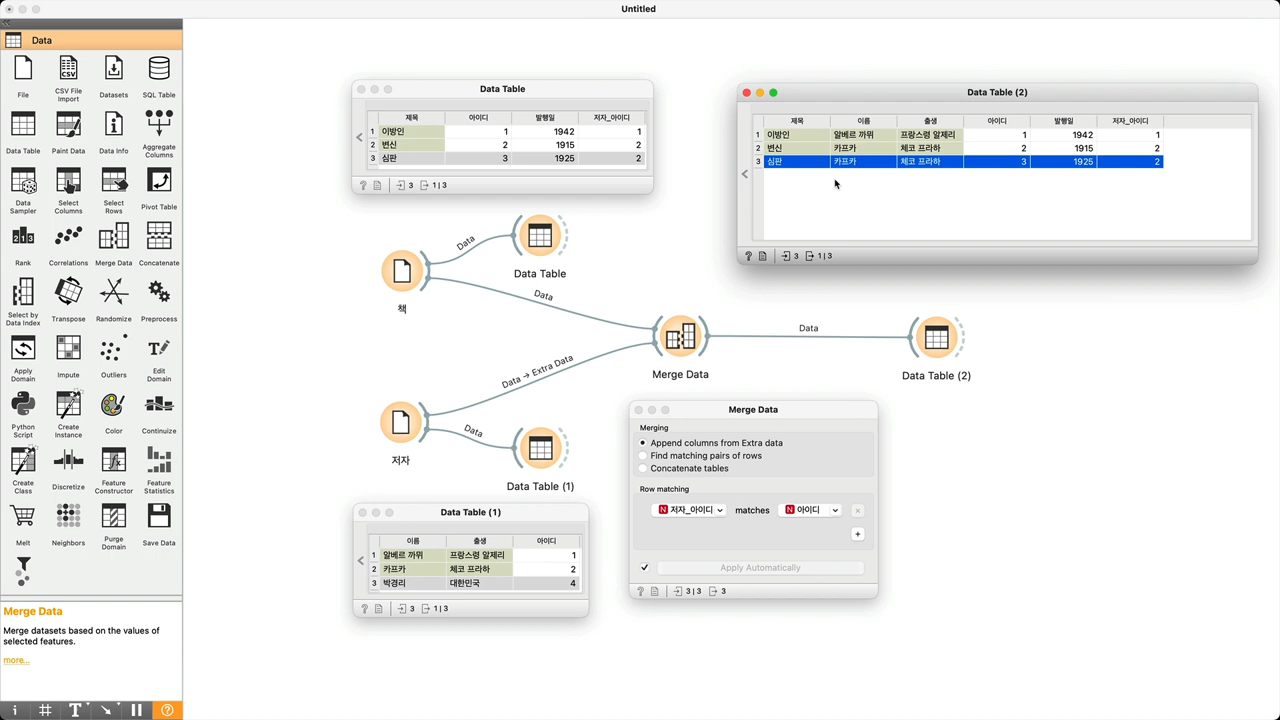 Untitled
Data
File
CSV File Import
Datasets
SQL Table
Data Table
Paint Data
Data Info
Aggregate Columns
Data Sampler
Select Columns
Select Rows
Pivot Table
Rank
Correlations
Merge Data
Concatenate
Select by Data Index
Transpose
Randomize
Preprocess
Apply Domain
Impute
Outliers
Edit Domain
Python Script
Create Instance
Color
Continuize
Create Class
Discretize
Feature Constructor
Feature Statistics
Melt
Neighbors
Purge Domain
Save Data
Merge Data
Merge datasets based on the values of
selected features.
more...
Data Table
제목 아이디 발행일 저자_아이디
1 이방인 1 1942 1
2 변신 2 1915 2
3 심판 3 1925 2
3 1|3
Data Table (2)
제목 이름 출생 아이디 발행일 저자_아이디
1 이방인 알베르 까뮈 프랑스령 알제리 1 1942 1
2 변신 카프카 체코 프라하 2 1915 2
3 심판 카프카 체코 프라하 3 1925 2
3 1|3
Data
Data Table
책
Data
Data
Merge Data
Data Table (2)
Data → Extra Data
저자
Data
Data Table (1)
Data Table (1)
이름 출생 아이디
1 알베르 까뮈 프랑스령 알제리 1
2 카프카 체코 프라하 2
3 박경리 대한민국 4
3 1|3
Merge Data
Merging
Append columns from Extra data
Find matching pairs of rows
Concatenate tables
Row matching
N 저자_아이디 matches N 아이디
Apply Automatically
3|3 3